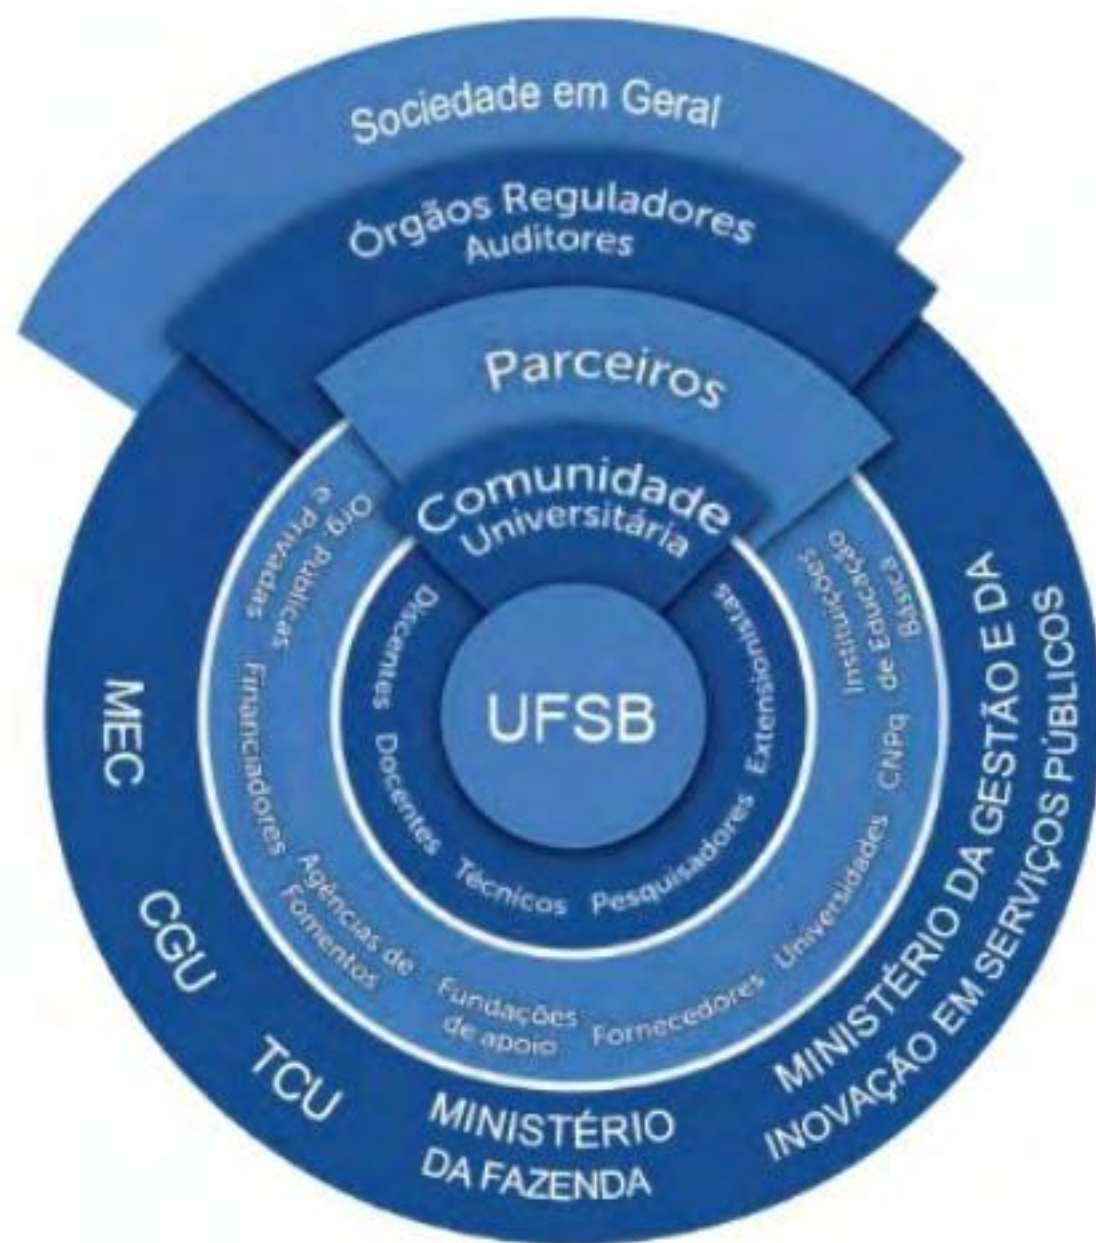 Sociedade em Geral
Órgãos Reguladores
Auditores
Parceiros
Comunidade
Universitária
UFSB
Discentes
Docentes
Técnicos
Pesquisadores
Extensionistas
Org. Públicas
e Privadas
Financiadores
Agências de
Fomentos
Fundações
de apoio
Fornecedores
Universidades
CNPq
Instituições
de Educação
Básica
MEC
CGU
TCU
MINISTÉRIO
DA FAZENDA
MINISTÉRIO DA GESTÃO E DA
INOVAÇÃO EM SERVIÇOS PÚBLICOS